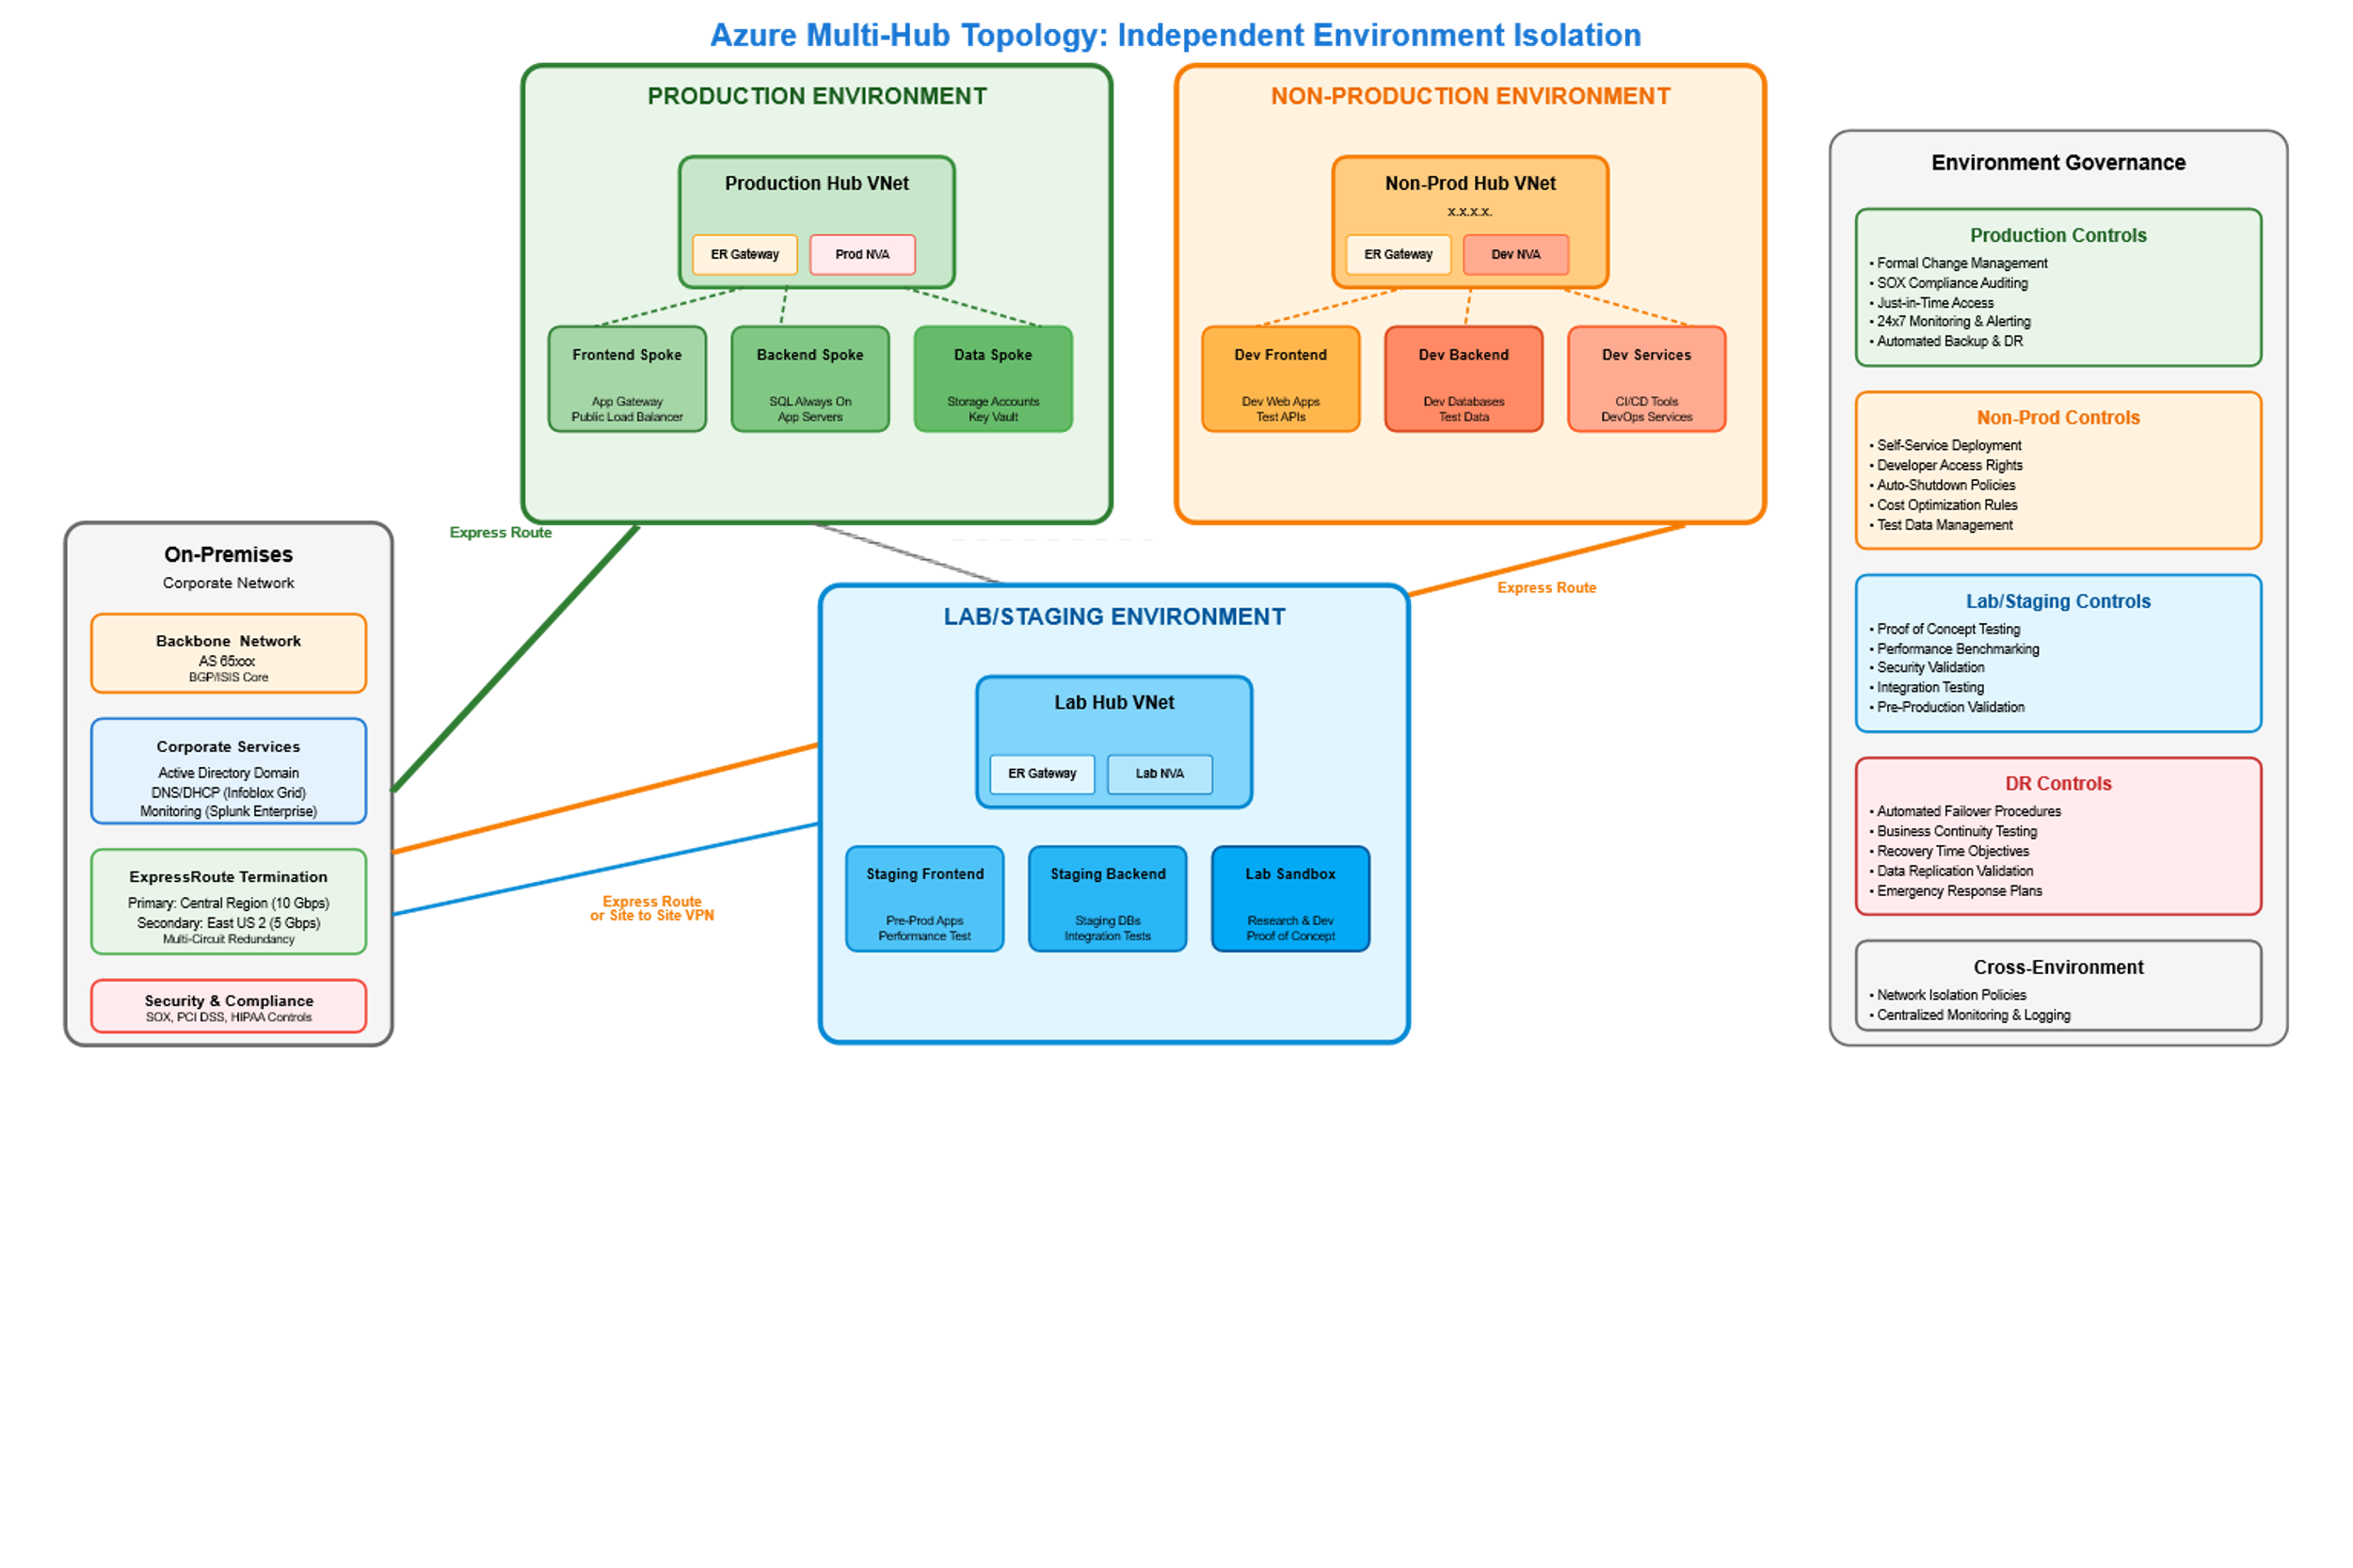 Azure Multi-Hub Topology: Independent Environment Isolation
PRODUCTION ENVIRONMENT
Production Hub VNet
ER Gateway
Prod NVA
Frontend Spoke
App Gateway
Public Load Balancer
Backend Spoke
SQL Always On
App Servers
Data Spoke
Storage Accounts
Key Vault
NON-PRODUCTION ENVIRONMENT
Non-Prod Hub VNet
x.x.x.x.
ER Gateway
Dev NVA
Dev Frontend
Dev Web Apps
Test APIs
Dev Backend
Dev Databases
Test Data
Dev Services
CI/CD Tools
DevOps Services
Express Route
Express Route
On-Premises
Corporate Network
Backbone  Network
AS 65xxx
BGP/ISIS Core
Corporate Services
Active Directory Domain
DNS/DHCP (Infoblox Grid)
Monitoring (Splunk Enterprise)
ExpressRoute Termination
Primary: Central Region (10 Gbps)
Secondary: East US 2 (5 Gbps)
Multi-Circuit Redundancy
Security & Compliance
SOX, PCI DSS, HIPAA Controls
Express Route
or Site to Site VPN
LAB/STAGING ENVIRONMENT
Lab Hub VNet
ER Gateway
Lab NVA
Staging Frontend
Pre-Prod Apps
Performance Test
Staging Backend
Staging DBs
Integration Tests
Lab Sandbox
Research & Dev
Proof of Concept
Environment Governance
Production Controls
• Formal Change Management
• SOX Compliance Auditing
• Just-in-Time Access
• 24x7 Monitoring & Alerting
• Automated Backup & DR
Non-Prod Controls
• Self-Service Deployment
• Developer Access Rights
• Auto-Shutdown Policies
• Cost Optimization Rules
• Test Data Management
Lab/Staging Controls
• Proof of Concept Testing
• Performance Benchmarking
• Security Validation
• Integration Testing
• Pre-Production Validation
DR Controls
• Automated Failover Procedures
• Business Continuity Testing
• Recovery Time Objectives
• Data Replication Validation
• Emergency Response Plans
Cross-Environment
• Network Isolation Policies
• Centralized Monitoring & Logging